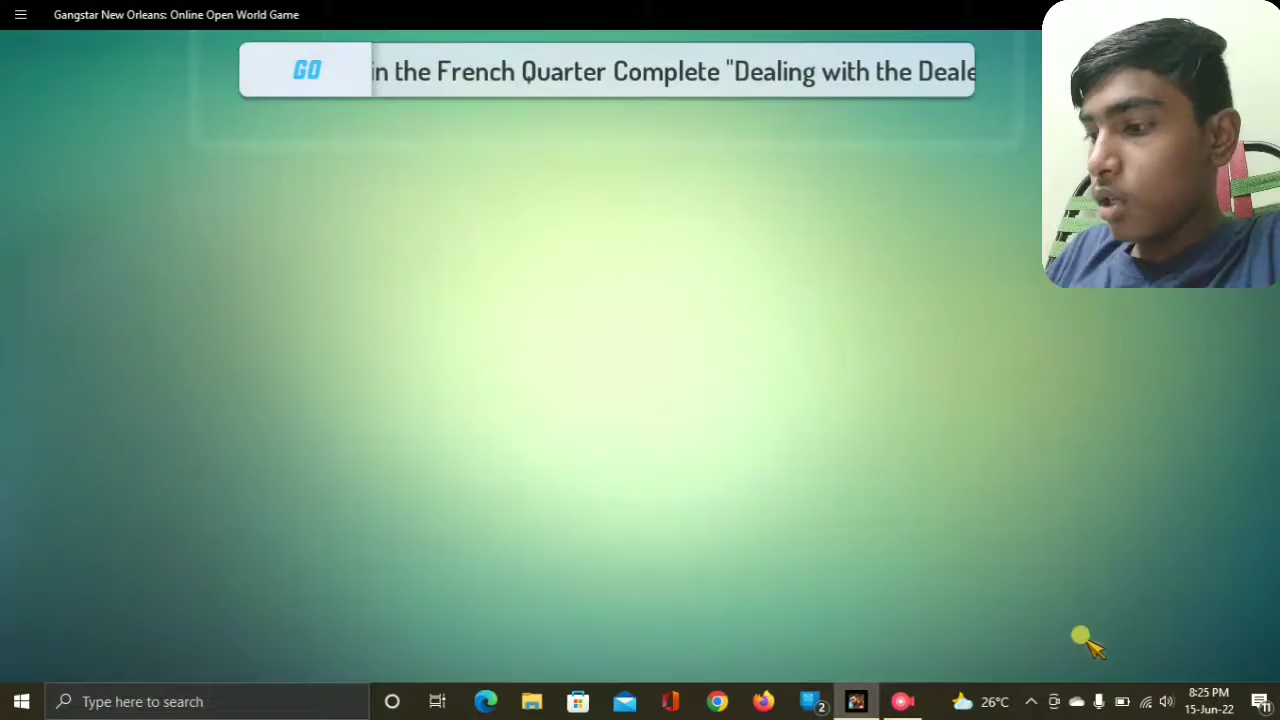 Gangstar New Orleans: Online Open World Game
GO
in the French Quarter Complete "Dealing with the Deale
Type here to search
2
26°C
8:25 PM
15-Jun-22
11